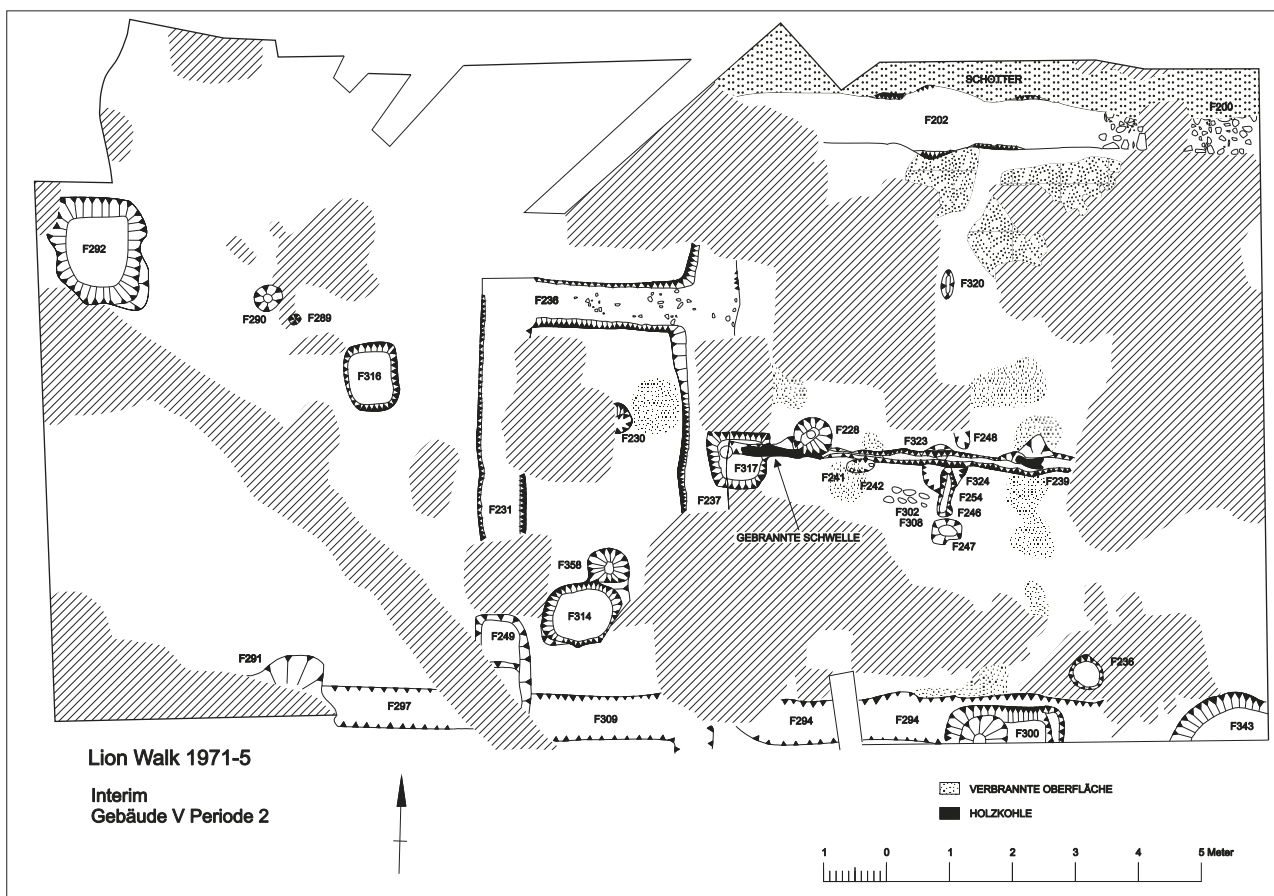 SCHOTTER
F200
F202
F292
F320
F290
F289
F236
F316
F230
F228
F323
F248
F317
F241
F242
F324
F239
F237
F231
F254
F302
F246
F308
GEBRANNTE SCHWELLE
F247
F358
F314
F249
F291
F236
F297
F309
F294
F294
F300
F343
Lion Walk 1971-5
Interim
Gebäude V Periode 2
VERBRANNTE OBERFLÄCHE
HOLZKOHLE
1 0 1 2 3 4 5 Meter